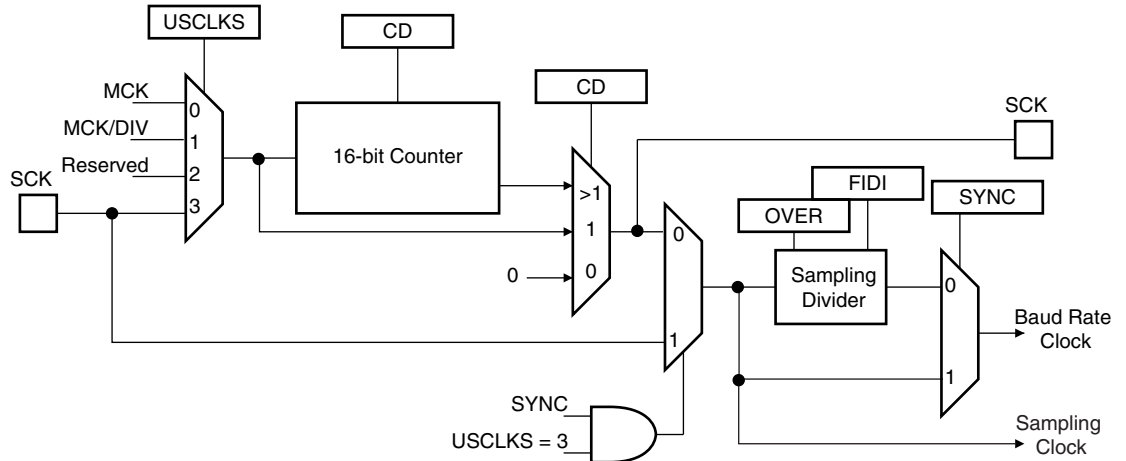 USCLKS
CD
CD
MCK
MCK/DIV
Reserved
SCK
0
1
2
3
16-bit Counter
>1
1
0
0
SCK
FIDI
OVER
SYNC
0
1
Sampling
Divider
0
1
Baud Rate
Clock
SYNC
USCLKS = 3
Sampling
Clock